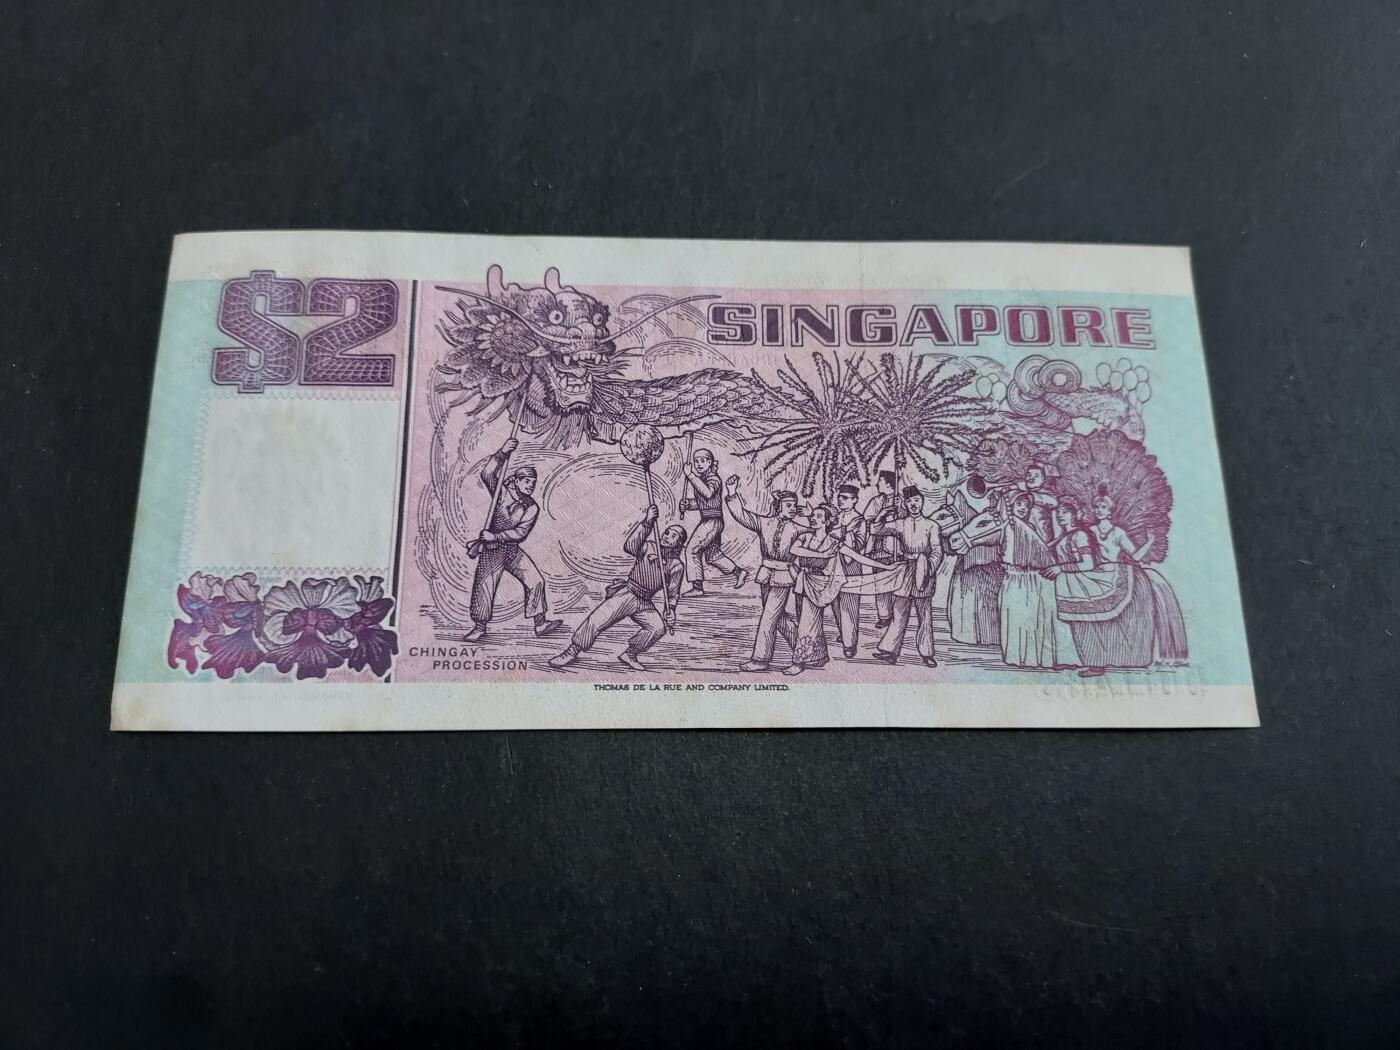 $2
SINGAPORE
CHINGAY
PROCESSION
THOMAS DE LA RUE AND COMPANY LIMITED.